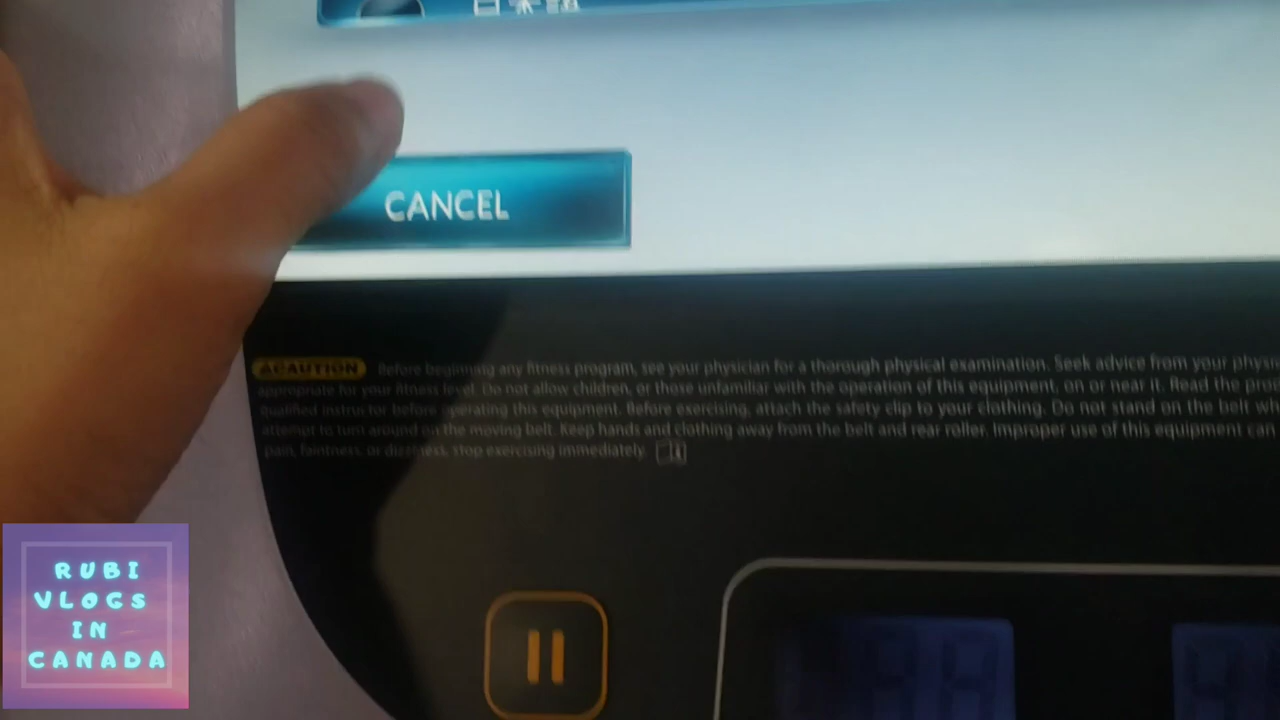 日本語
CANCEL
CAUTION Before beginning any fitness program, see your physician for a thorough physical examination. Seek advice from your
appropriate for your fitness level. Do not allow children, or those unfamiliar with the operation of this equipment, on or near it. Read the
qualified instructor before operating this equipment. Before exercising, attach the safety clip to your clothing. Do not stand on the belt
attempt to turn around on the moving belt. Keep hands and clothing away from the belt and rear roller. Improper use of this equipment can
pain, faintness, or dizziness, stop exercising immediately.
RUBI
VLOGS
IN
CANADA